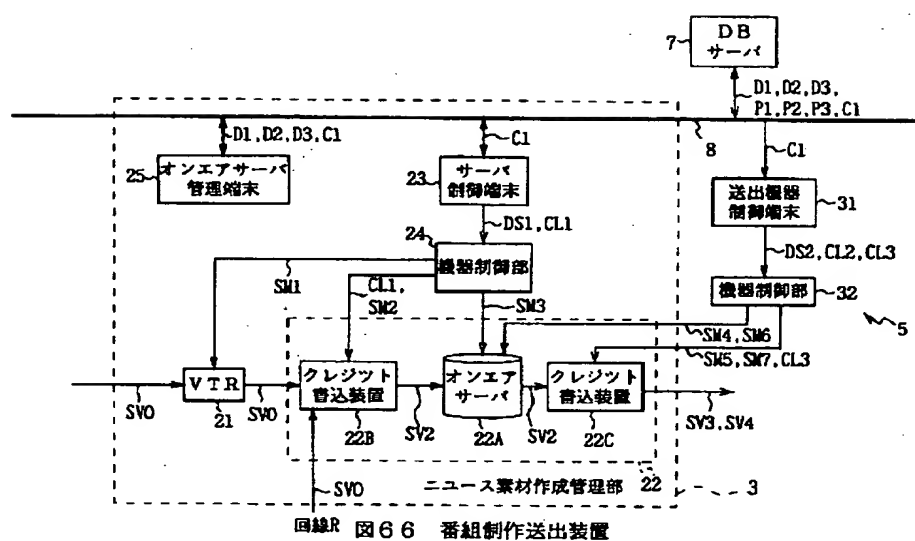 DB
サーバ
7
D1,D2,D3,
P1,P2,P3,C1
8
D1,D2,D3,C1
C1
C1
25
オンエアサーバ
管理端末
23
サーバ
制御端末
送出機器
制御端末
31
DS1,CL1
DS2,CL2,CL3
24
機器制御部
機器制御部
32
5
SM1
CL1,
SM2
SM3
SM4,SM6
SM5,SM7,CL3
SV0
VTR
21
SV0
クレジット
書込装置
22B
SV2
オンエア
サーバ
22A
SV2
クレジット
書込装置
22C
SV3,SV4
SV0
ニュース素材作成管理部
22
3
回線R
図66 番組制作送出装置